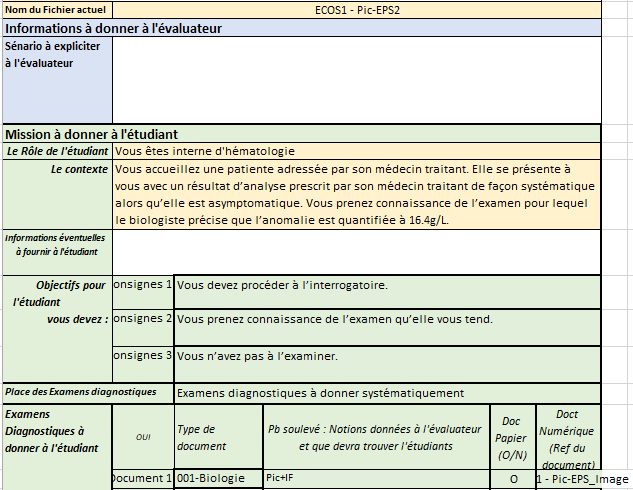 Nom du Fichier actuel
ECOS1 - Pic-EPS2
Informations à donner à l'évaluateur
Sénario à expliciter
à l'évaluateur
Mission à donner à l'étudiant
Le Rôle de l'étudiant
Vous êtes interne d'hématologie
Le contexte
Vous accueillez une patiente adressée par son médecin traitant. Elle se présente à
vous avec un résultat d’analyse prescrit par son médecin traitant de façon systématique
alors qu’elle est asymptomatique. Vous prenez connaissance de l’examen pour lequel
le biologiste précise que l’anomalie est quantifiée à 16.4g/L.
Informations éventuelles
à fournir à l'étudiant
Objectifs pour
l'étudiant
vous devez :
onsignes 1
Vous devez procéder à l’interrogatoire.
onsignes 2
Vous prenez connaissance de l’examen qu’elle vous tend.
onsignes 3
Vous n’avez pas à l’examiner.
Place des Examens diagnostiques
Examens diagnostiques à donner systématiquement
Examens
Diagnostiques à
donner à l'étudiant
OUI
Type de
document
Pb soulevé : Notions données à l'évaluateur
et que devra trouver l'étudiants
Doc
Papier
(O/N)
Doct
Numérique
(Ref du
document)
Document 1
001-Biologie
Pic+IF
O
1 - Pic-EPS_Image